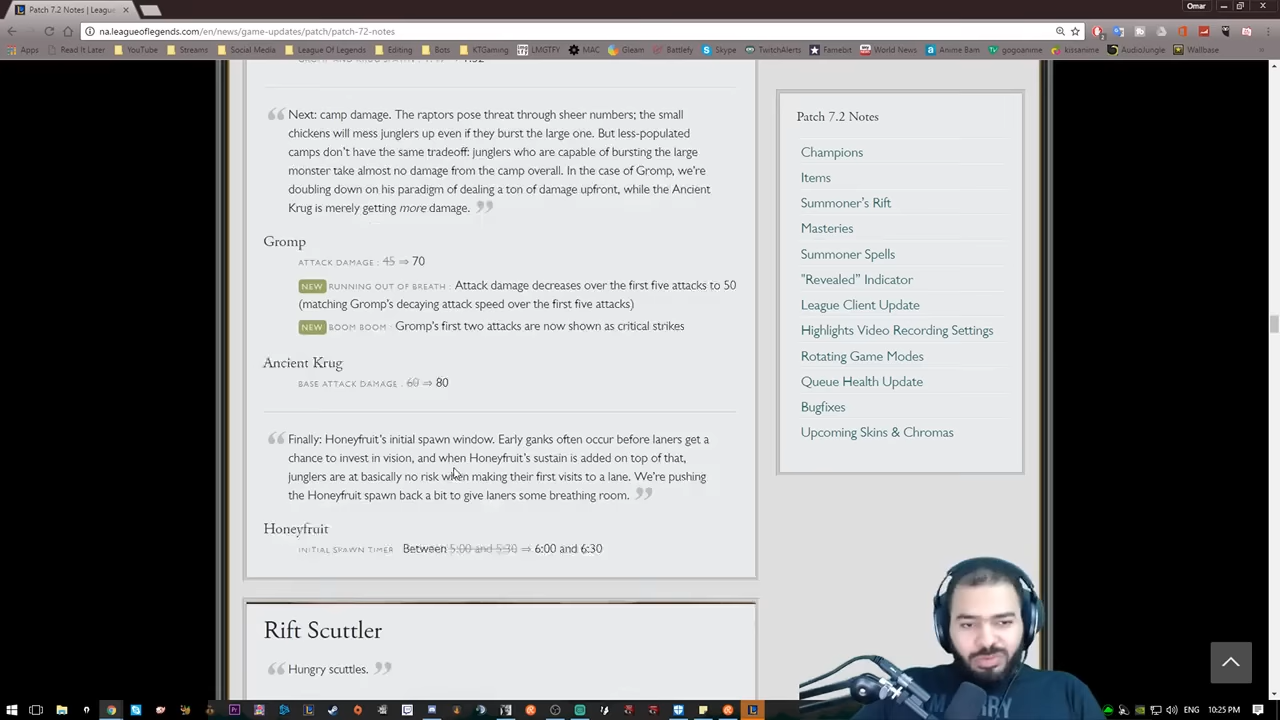 Patch 7.2 Notes | Leagu
Omar
na.leagueoflegends.com/en/news/game-updates/patch/patch-72-notes
Apps Read It Later YouTube Streams Social Media League Of Legends Editing Bots KTGaming LMGTFY MAC Gleam Battlefy Skype TwitchAlerts Famebit World News Anime Bam gogoanime kissanime AudioJungle Wallbase
Next: camp damage. The raptors pose threat through sheer numbers; the small
chickens will mess junglers up even if they burst the large one. But less-populated
camps don't have the same tradeoff: junglers who are capable of bursting the large
monster take almost no damage from the camp overall. In the case of Gromp, we're
doubling down on his paradigm of dealing a ton of damage upfront, while the Ancient
Krug is merely getting more damage.
Gromp
ATTACK DAMAGE : 45 ⇒ 70
NEW RUNNING OUT OF BREATH : Attack damage decreases over the first five attacks to 50
(matching Gromp's decaying attack speed over the first five attacks)
NEW BOOM BOOM : Gromp's first two attacks are now shown as critical strikes
Ancient Krug
BASE ATTACK DAMAGE : 60 ⇒ 80
Finally: Honeyfruit's initial spawn window. Early ganks often occur before laners get a
chance to invest in vision, and when Honeyfruit's sustain is added on top of that,
junglers are at basically no risk when making their first visits to a lane. We're pushing
the Honeyfruit spawn back a bit to give laners some breathing room.
Honeyfruit
INITIAL SPAWN TIMER Between 5:00 and 5:30 ⇒ 6:00 and 6:30
Rift Scuttler
Hungry scuttles.
Patch 7.2 Notes
Champions
Items
Summoner's Rift
Masteries
Summoner Spells
"Revealed" Indicator
League Client Update
Highlights Video Recording Settings
Rotating Game Modes
Queue Health Update
Bugfixes
Upcoming Skins & Chromas
ENG 10:25 PM